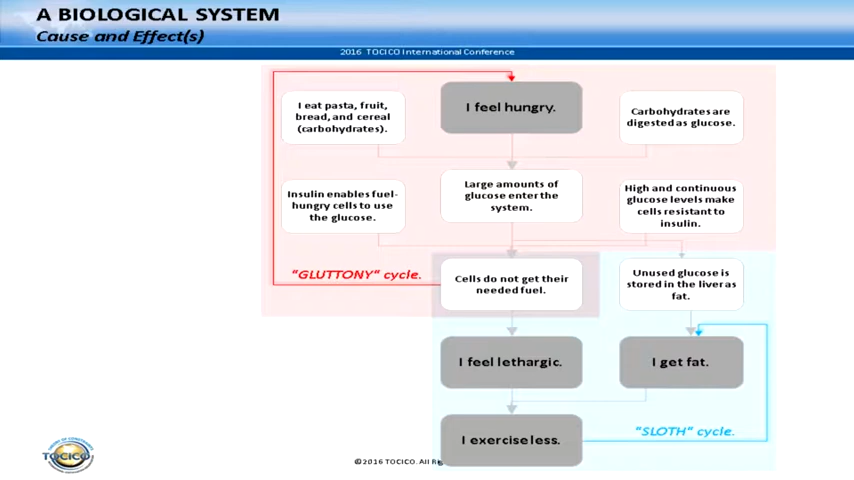 A BIOLOGICAL SYSTEM
Cause and Effect(s)
2016 TOCICO International Conference
I eat pasta, fruit,
bread, and cereal
(carbohydrates).
I feel hungry.
Carbohydrates are
digested as glucose.
Insulin enables fuel-
hungry cells to use
the glucose.
Large amounts of
glucose enter the
system.
High and continuous
glucose levels make
cells resistant to
insulin.
"GLUTTONY" cycle.
Cells do not get their
needed fuel.
Unused glucose is
stored in the liver as
fat.
I feel lethargic.
I get fat.
I exercise less.
"SLOTH" cycle.
TOCICO
©2016 TOCICO. All